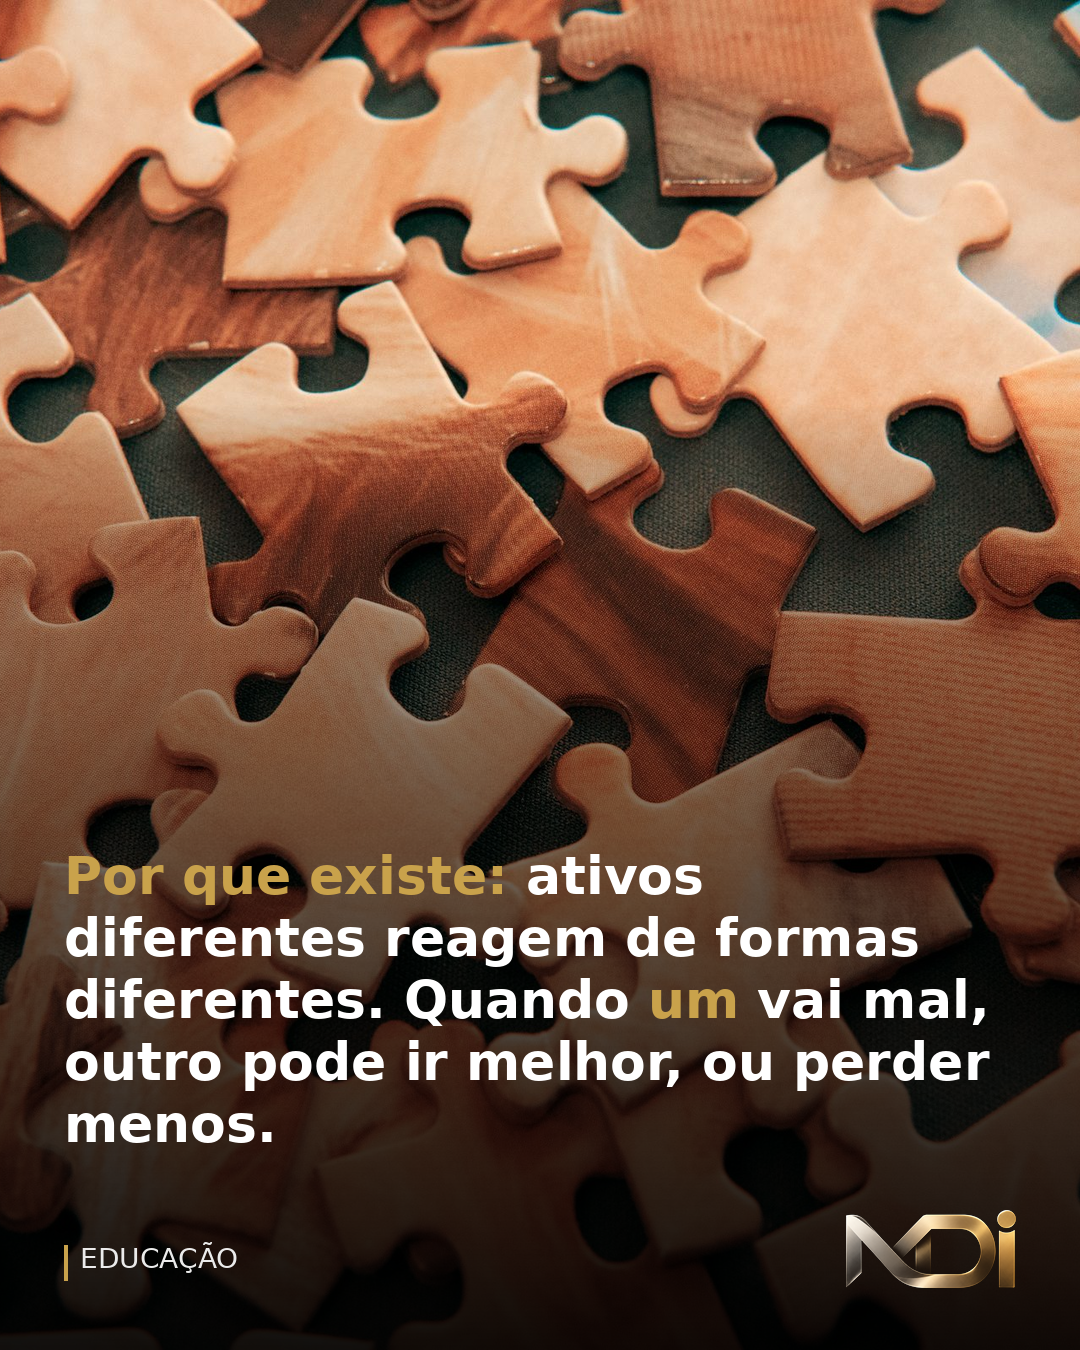 Por que existe: ativos
diferentes reagem de formas
diferentes. Quando um vai mal,
outro pode ir melhor, ou perder
menos.
EDUCAÇÃO
MDi